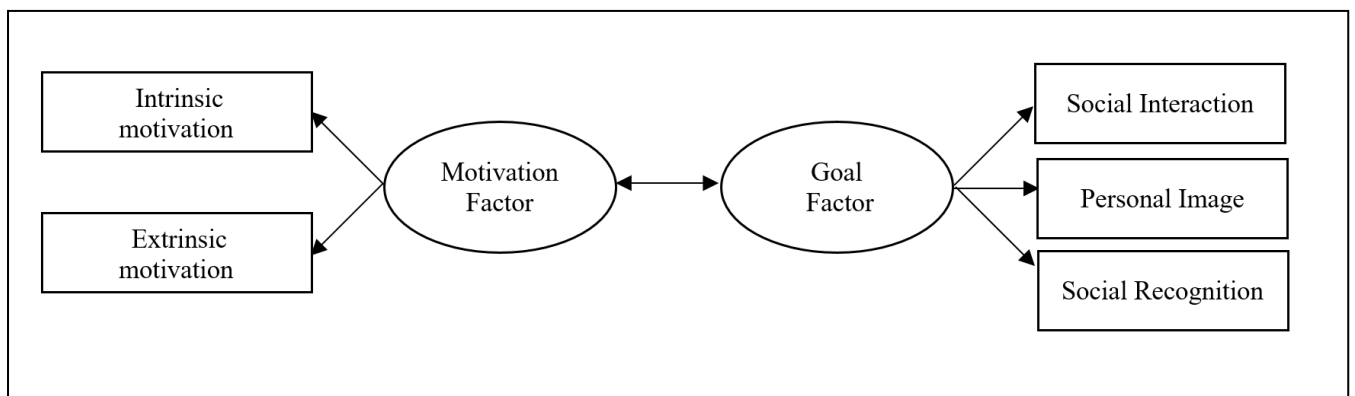 Intrinsic
motivation
Extrinsic
motivation
Motivation
Factor
Goal
Factor
Social Interaction
Personal Image
Social Recognition